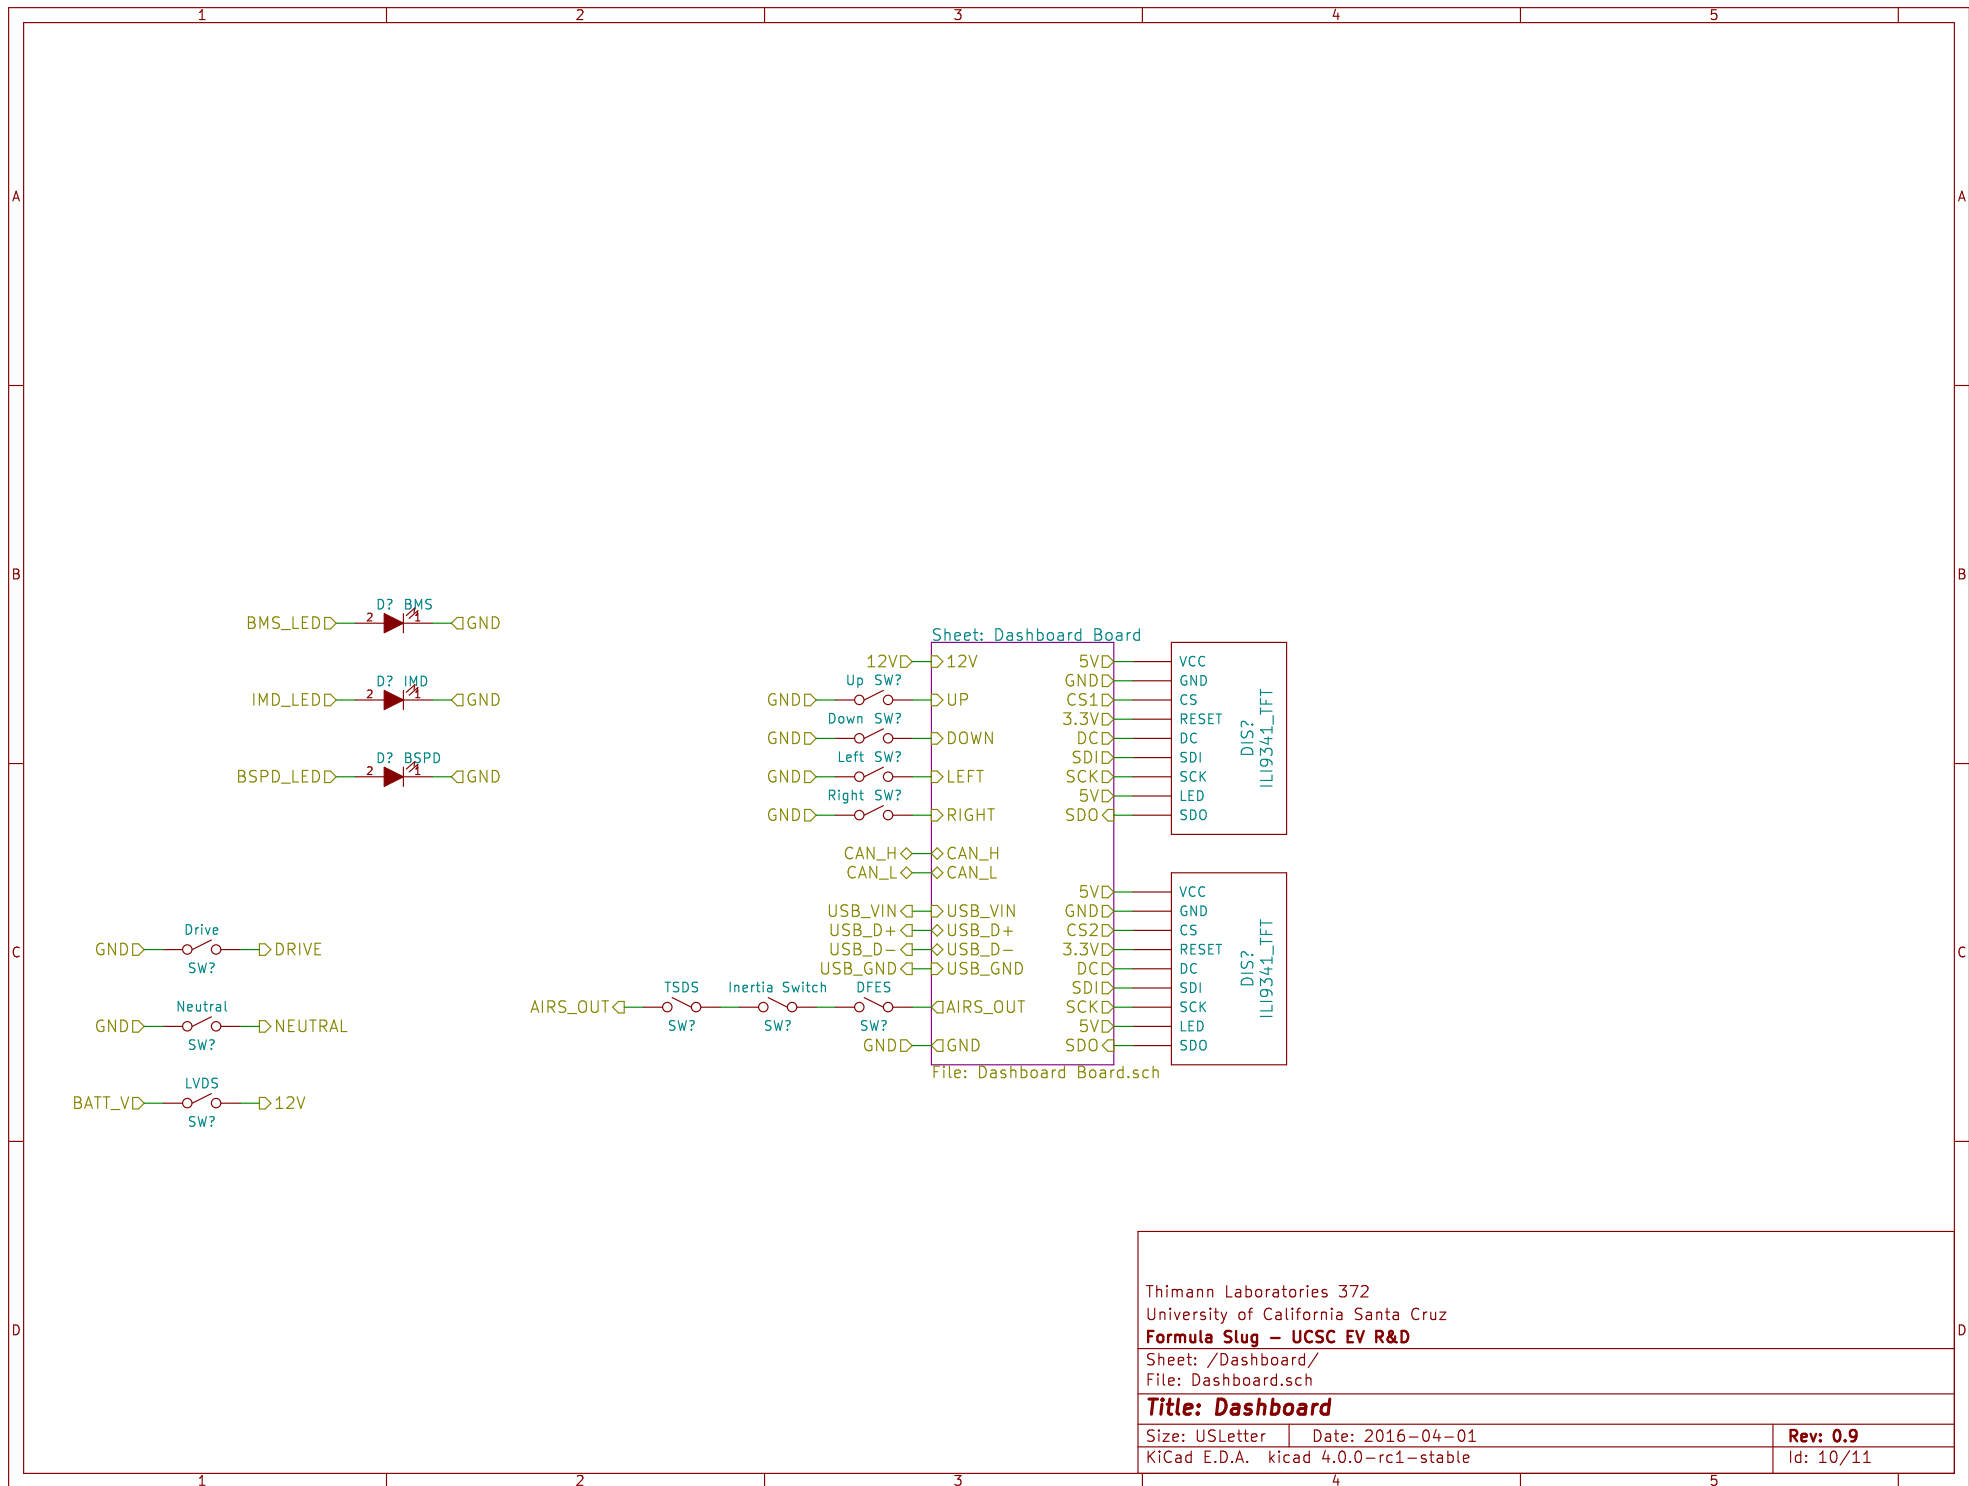 1 2 3 4 5
A A
B B
C C
D D
D? BMS
BMS_LED 2 1 GND
D? IMD
IMD_LED 2 1 GND
D? BSPD
BSPD_LED 2 1 GND
Drive
GND DRIVE
SW?
Neutral
GND NEUTRAL
SW?
LVDS
BATT_V 12V
SW?
Sheet: Dashboard Board
12V 12V 5V VCC
Up SW? GND GND
GND UP CS1 CS
Down SW? 3.3V RESET
GND DOWN DC DC
Left SW? SDI SDI
GND LEFT SCK SCK
Right SW? 5V LED
GND RIGHT SDO SDO
DIS?
ILI9341_TFT
CAN_H CAN_H
CAN_L CAN_L
5V VCC
USB_VIN USB_VIN GND GND
USB_D+ USB_D+ CS2 CS
USB_D- USB_D- 3.3V RESET
USB_GND USB_GND DC DC
TSDS Inertia Switch DFES SDI SDI
AIRS_OUT AIRS_OUT SCK SCK
SW? SW? SW? 5V LED
GND GND SDO SDO
DIS?
ILI9341_TFT
File: Dashboard Board.sch
Thimann Laboratories 372
University of California Santa Cruz
Formula Slug - UCSC EV R&D
Sheet: /Dashboard/
File: Dashboard.sch
Title: Dashboard
Size: USLetter Date: 2016-04-01 Rev: 0.9
KiCad E.D.A. kicad 4.0.0-rc1-stable Id: 10/11
1 2 3 4 5